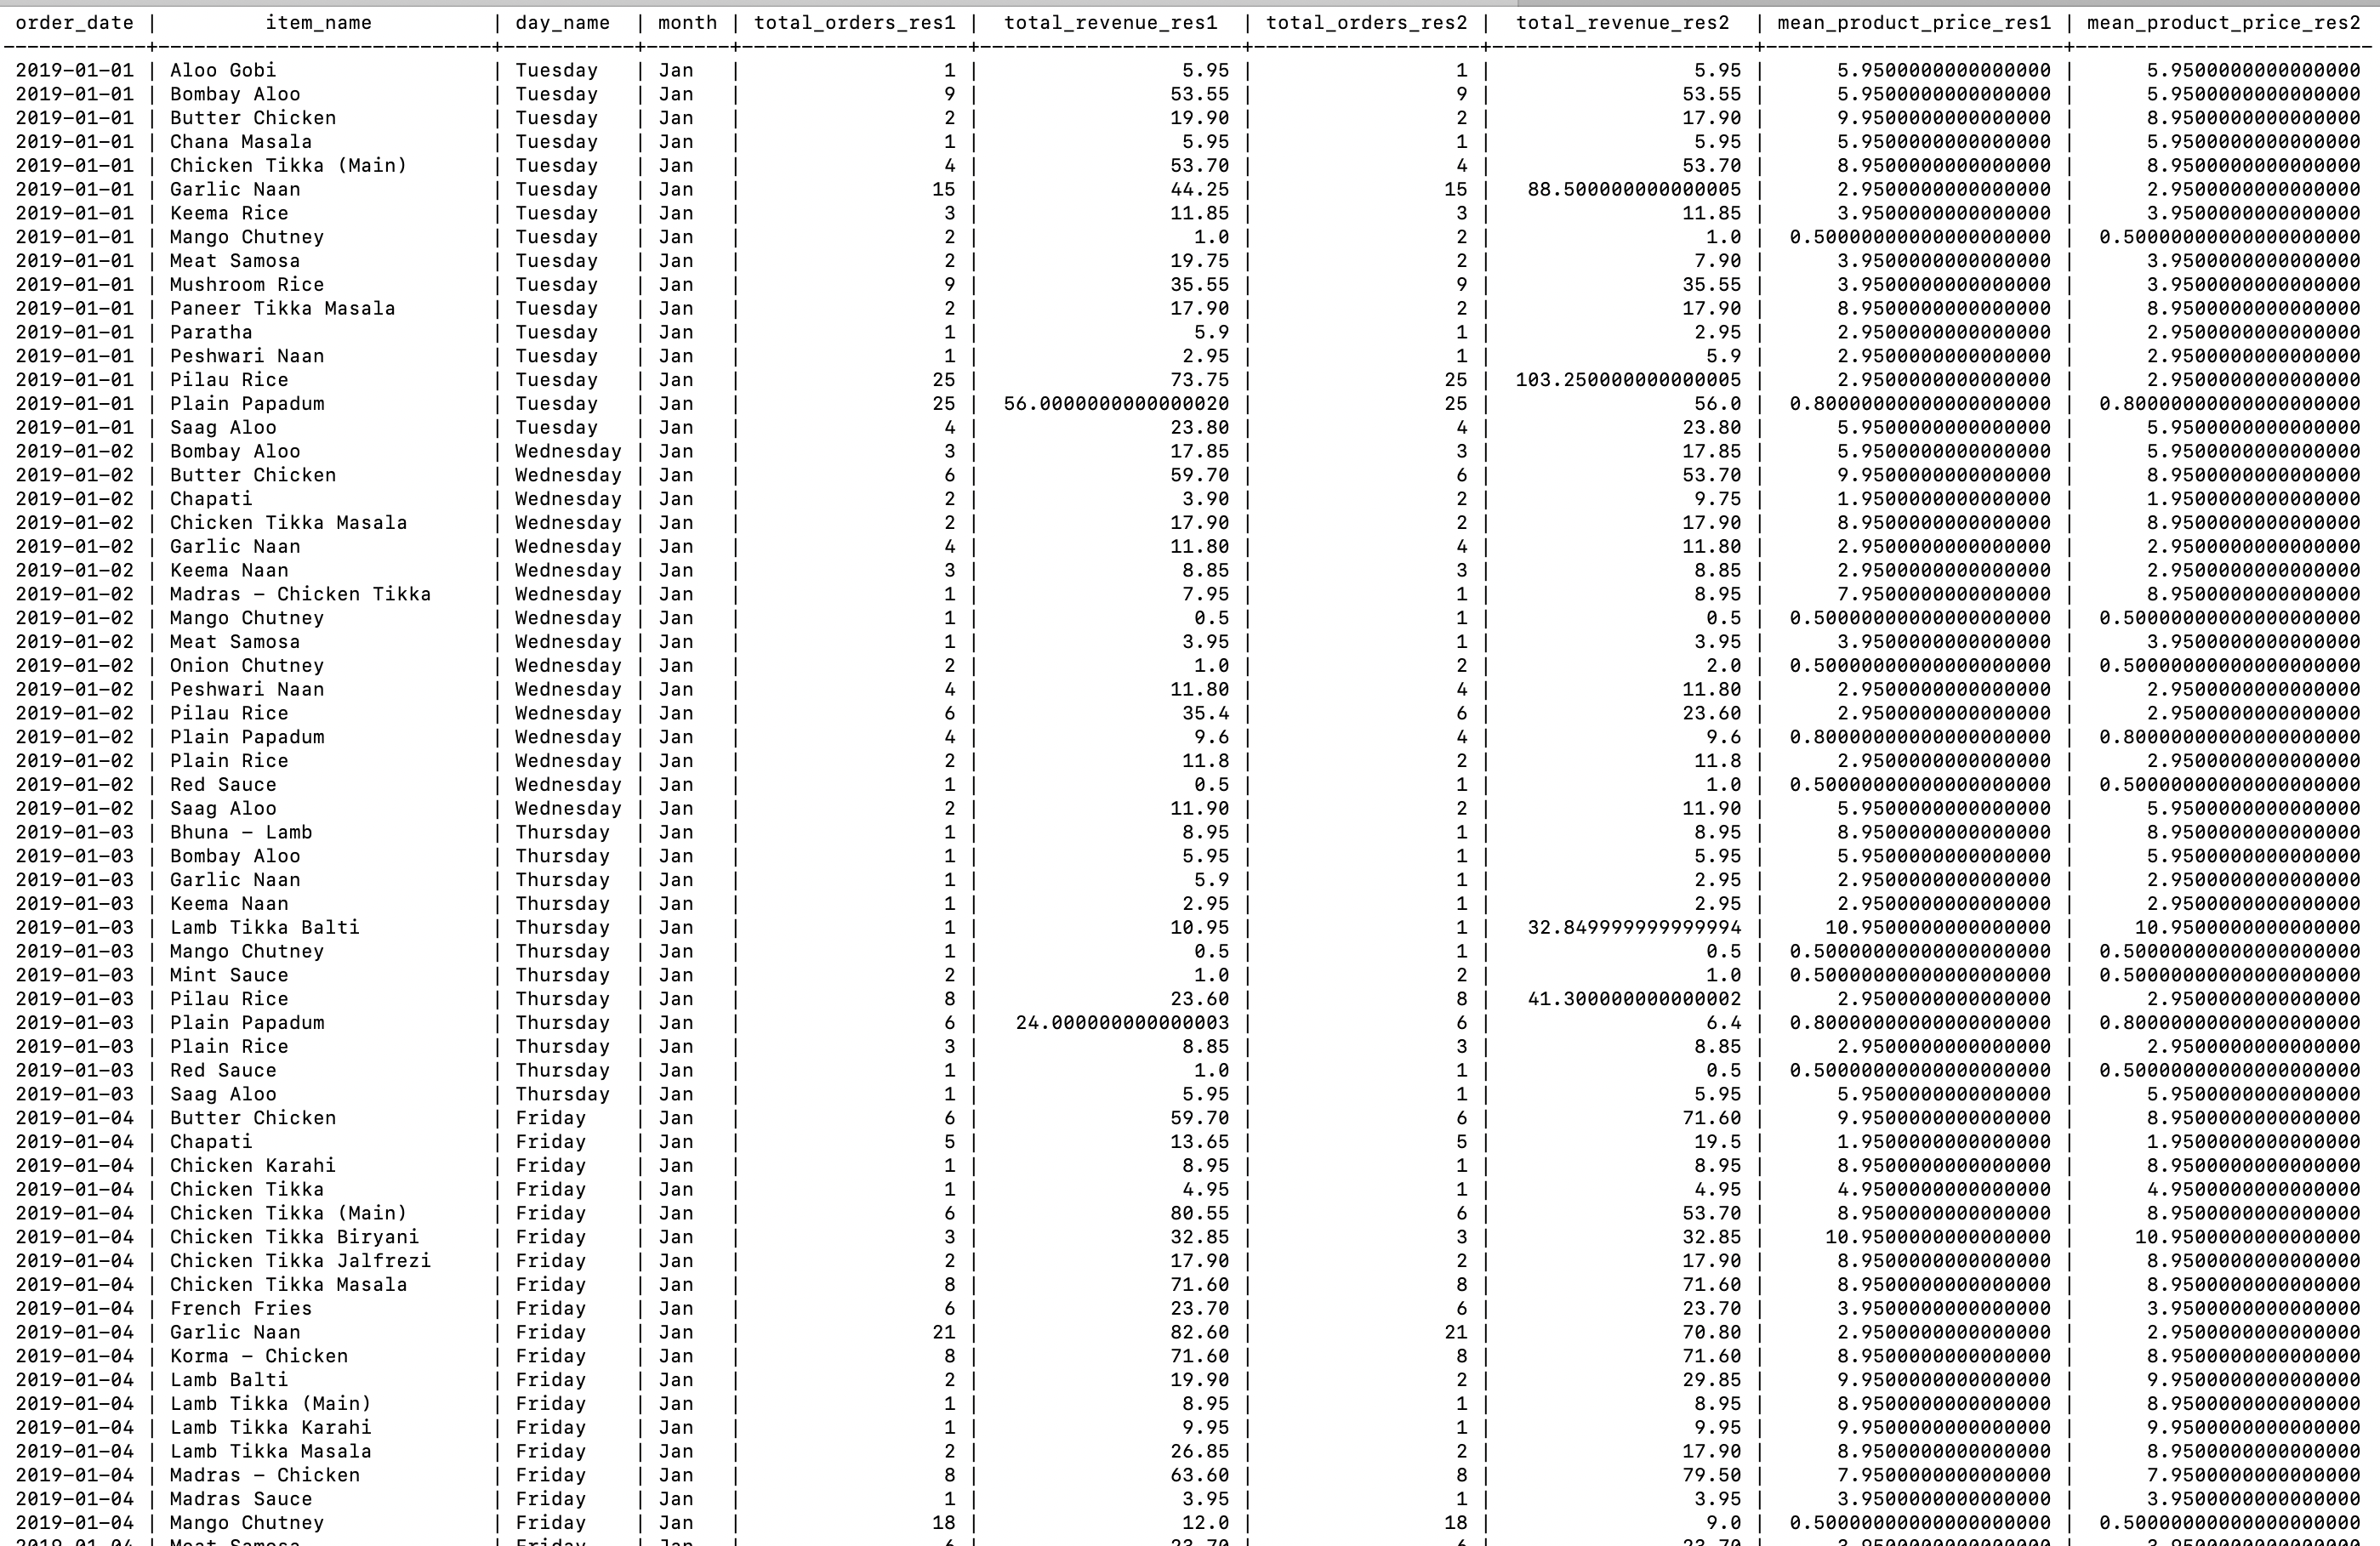 order_date | item_name | day_name | month | total_orders_res1 | total_revenue_res1 | total_orders_res2 | total_revenue_res2 | mean_product_price_res1 | mean_product_price_res2
2019-01-01 | Aloo Gobi | Tuesday | Jan | 1 | 5.95 | 1 | 5.95 | 5.9500000000000000 | 5.9500000000000000
2019-01-01 | Bombay Aloo | Tuesday | Jan | 9 | 53.55 | 9 | 53.55 | 5.9500000000000000 | 5.9500000000000000
2019-01-01 | Butter Chicken | Tuesday | Jan | 2 | 19.90 | 2 | 17.90 | 9.9500000000000000 | 8.9500000000000000
2019-01-01 | Chana Masala | Tuesday | Jan | 1 | 5.95 | 1 | 5.95 | 5.9500000000000000 | 5.9500000000000000
2019-01-01 | Chicken Tikka (Main) | Tuesday | Jan | 4 | 53.70 | 4 | 53.70 | 8.9500000000000000 | 8.9500000000000000
2019-01-01 | Garlic Naan | Tuesday | Jan | 15 | 44.25 | 15 | 88.500000000000005 | 2.9500000000000000 | 2.9500000000000000
2019-01-01 | Keema Rice | Tuesday | Jan | 3 | 11.85 | 3 | 11.85 | 3.9500000000000000 | 3.9500000000000000
2019-01-01 | Mango Chutney | Tuesday | Jan | 2 | 1.0 | 2 | 1.0 | 0.50000000000000000000 | 0.50000000000000000000
2019-01-01 | Meat Samosa | Tuesday | Jan | 2 | 19.75 | 2 | 7.90 | 3.9500000000000000 | 3.9500000000000000
2019-01-01 | Mushroom Rice | Tuesday | Jan | 9 | 35.55 | 9 | 35.55 | 3.9500000000000000 | 3.9500000000000000
2019-01-01 | Paneer Tikka Masala | Tuesday | Jan | 2 | 17.90 | 2 | 17.90 | 8.9500000000000000 | 8.9500000000000000
2019-01-01 | Paratha | Tuesday | Jan | 1 | 5.9 | 1 | 2.95 | 2.9500000000000000 | 2.9500000000000000
2019-01-01 | Peshwari Naan | Tuesday | Jan | 1 | 2.95 | 1 | 5.9 | 2.9500000000000000 | 2.9500000000000000
2019-01-01 | Pilau Rice | Tuesday | Jan | 25 | 73.75 | 25 | 103.250000000000005 | 2.9500000000000000 | 2.9500000000000000
2019-01-01 | Plain Papadum | Tuesday | Jan | 25 | 56.0000000000000020 | 25 | 56.0 | 0.80000000000000000000 | 0.80000000000000000000
2019-01-01 | Saag Aloo | Tuesday | Jan | 4 | 23.80 | 4 | 23.80 | 5.9500000000000000 | 5.9500000000000000
2019-01-02 | Bombay Aloo | Wednesday | Jan | 3 | 17.85 | 3 | 17.85 | 5.9500000000000000 | 5.9500000000000000
2019-01-02 | Butter Chicken | Wednesday | Jan | 6 | 59.70 | 6 | 53.70 | 9.9500000000000000 | 8.9500000000000000
2019-01-02 | Chapati | Wednesday | Jan | 2 | 3.90 | 2 | 9.75 | 1.9500000000000000 | 1.9500000000000000
2019-01-02 | Chicken Tikka Masala | Wednesday | Jan | 2 | 17.90 | 2 | 17.90 | 8.9500000000000000 | 8.9500000000000000
2019-01-02 | Garlic Naan | Wednesday | Jan | 4 | 11.80 | 4 | 11.80 | 2.9500000000000000 | 2.9500000000000000
2019-01-02 | Keema Naan | Wednesday | Jan | 3 | 8.85 | 3 | 8.85 | 2.9500000000000000 | 2.9500000000000000
2019-01-02 | Madras – Chicken Tikka | Wednesday | Jan | 1 | 7.95 | 1 | 8.95 | 7.9500000000000000 | 8.9500000000000000
2019-01-02 | Mango Chutney | Wednesday | Jan | 1 | 0.5 | 1 | 0.5 | 0.50000000000000000000 | 0.50000000000000000000
2019-01-02 | Meat Samosa | Wednesday | Jan | 1 | 3.95 | 1 | 3.95 | 3.9500000000000000 | 3.9500000000000000
2019-01-02 | Onion Chutney | Wednesday | Jan | 2 | 1.0 | 2 | 2.0 | 0.50000000000000000000 | 0.50000000000000000000
2019-01-02 | Peshwari Naan | Wednesday | Jan | 4 | 11.80 | 4 | 11.80 | 2.9500000000000000 | 2.9500000000000000
2019-01-02 | Pilau Rice | Wednesday | Jan | 6 | 35.4 | 6 | 23.60 | 2.9500000000000000 | 2.9500000000000000
2019-01-02 | Plain Papadum | Wednesday | Jan | 4 | 9.6 | 4 | 9.6 | 0.80000000000000000000 | 0.80000000000000000000
2019-01-02 | Plain Rice | Wednesday | Jan | 2 | 11.8 | 2 | 11.8 | 2.9500000000000000 | 2.9500000000000000
2019-01-02 | Red Sauce | Wednesday | Jan | 1 | 0.5 | 1 | 1.0 | 0.50000000000000000000 | 0.50000000000000000000
2019-01-02 | Saag Aloo | Wednesday | Jan | 2 | 11.90 | 2 | 11.90 | 5.9500000000000000 | 5.9500000000000000
2019-01-03 | Bhuna – Lamb | Thursday | Jan | 1 | 8.95 | 1 | 8.95 | 8.9500000000000000 | 8.9500000000000000
2019-01-03 | Bombay Aloo | Thursday | Jan | 1 | 5.95 | 1 | 5.95 | 5.9500000000000000 | 5.9500000000000000
2019-01-03 | Garlic Naan | Thursday | Jan | 1 | 5.9 | 1 | 2.95 | 2.9500000000000000 | 2.9500000000000000
2019-01-03 | Keema Naan | Thursday | Jan | 1 | 2.95 | 1 | 2.95 | 2.9500000000000000 | 2.9500000000000000
2019-01-03 | Lamb Tikka Balti | Thursday | Jan | 1 | 10.95 | 1 | 32.849999999999994 | 10.9500000000000000 | 10.9500000000000000
2019-01-03 | Mango Chutney | Thursday | Jan | 1 | 0.5 | 1 | 0.5 | 0.50000000000000000000 | 0.50000000000000000000
2019-01-03 | Mint Sauce | Thursday | Jan | 2 | 1.0 | 2 | 1.0 | 0.50000000000000000000 | 0.50000000000000000000
2019-01-03 | Pilau Rice | Thursday | Jan | 8 | 23.60 | 8 | 41.300000000000002 | 2.9500000000000000 | 2.9500000000000000
2019-01-03 | Plain Papadum | Thursday | Jan | 6 | 24.000000000000003 | 6 | 6.4 | 0.80000000000000000000 | 0.80000000000000000000
2019-01-03 | Plain Rice | Thursday | Jan | 3 | 8.85 | 3 | 8.85 | 2.9500000000000000 | 2.9500000000000000
2019-01-03 | Red Sauce | Thursday | Jan | 1 | 1.0 | 1 | 0.5 | 0.50000000000000000000 | 0.50000000000000000000
2019-01-03 | Saag Aloo | Thursday | Jan | 1 | 5.95 | 1 | 5.95 | 5.9500000000000000 | 5.9500000000000000
2019-01-04 | Butter Chicken | Friday | Jan | 6 | 59.70 | 6 | 71.60 | 9.9500000000000000 | 8.9500000000000000
2019-01-04 | Chapati | Friday | Jan | 5 | 13.65 | 5 | 19.5 | 1.9500000000000000 | 1.9500000000000000
2019-01-04 | Chicken Karahi | Friday | Jan | 1 | 8.95 | 1 | 8.95 | 8.9500000000000000 | 8.9500000000000000
2019-01-04 | Chicken Tikka | Friday | Jan | 1 | 4.95 | 1 | 4.95 | 4.9500000000000000 | 4.9500000000000000
2019-01-04 | Chicken Tikka (Main) | Friday | Jan | 6 | 80.55 | 6 | 53.70 | 8.9500000000000000 | 8.9500000000000000
2019-01-04 | Chicken Tikka Biryani | Friday | Jan | 3 | 32.85 | 3 | 32.85 | 10.9500000000000000 | 10.9500000000000000
2019-01-04 | Chicken Tikka Jalfrezi | Friday | Jan | 2 | 17.90 | 2 | 17.90 | 8.9500000000000000 | 8.9500000000000000
2019-01-04 | Chicken Tikka Masala | Friday | Jan | 8 | 71.60 | 8 | 71.60 | 8.9500000000000000 | 8.9500000000000000
2019-01-04 | French Fries | Friday | Jan | 6 | 23.70 | 6 | 23.70 | 3.9500000000000000 | 3.9500000000000000
2019-01-04 | Garlic Naan | Friday | Jan | 21 | 82.60 | 21 | 70.80 | 2.9500000000000000 | 2.9500000000000000
2019-01-04 | Korma – Chicken | Friday | Jan | 8 | 71.60 | 8 | 71.60 | 8.9500000000000000 | 8.9500000000000000
2019-01-04 | Lamb Balti | Friday | Jan | 2 | 19.90 | 2 | 29.85 | 9.9500000000000000 | 9.9500000000000000
2019-01-04 | Lamb Tikka (Main) | Friday | Jan | 1 | 8.95 | 1 | 8.95 | 8.9500000000000000 | 8.9500000000000000
2019-01-04 | Lamb Tikka Karahi | Friday | Jan | 1 | 9.95 | 1 | 9.95 | 9.9500000000000000 | 9.9500000000000000
2019-01-04 | Lamb Tikka Masala | Friday | Jan | 2 | 26.85 | 2 | 17.90 | 8.9500000000000000 | 8.9500000000000000
2019-01-04 | Madras – Chicken | Friday | Jan | 8 | 63.60 | 8 | 79.50 | 7.9500000000000000 | 7.9500000000000000
2019-01-04 | Madras Sauce | Friday | Jan | 1 | 3.95 | 1 | 3.95 | 3.9500000000000000 | 3.9500000000000000
2019-01-04 | Mango Chutney | Friday | Jan | 18 | 12.0 | 18 | 9.0 | 0.50000000000000000000 | 0.50000000000000000000